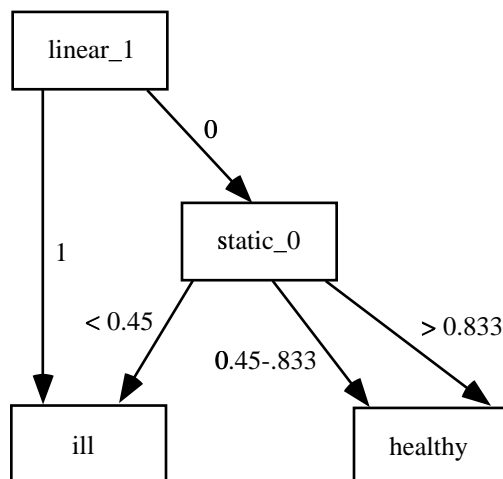 linear_1
0
static_0
1
< 0.45
0.45-.833
> 0.833
ill
healthy